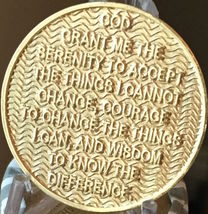 GOD
GRANT ME THE
SERENITY TO ACCEPT
THE THINGS I CANNOT
CHANGE COURAGE
TO CHANGE THE THINGS
I CAN AND WISDOM
TO KNOW THE
DIFFERENCE